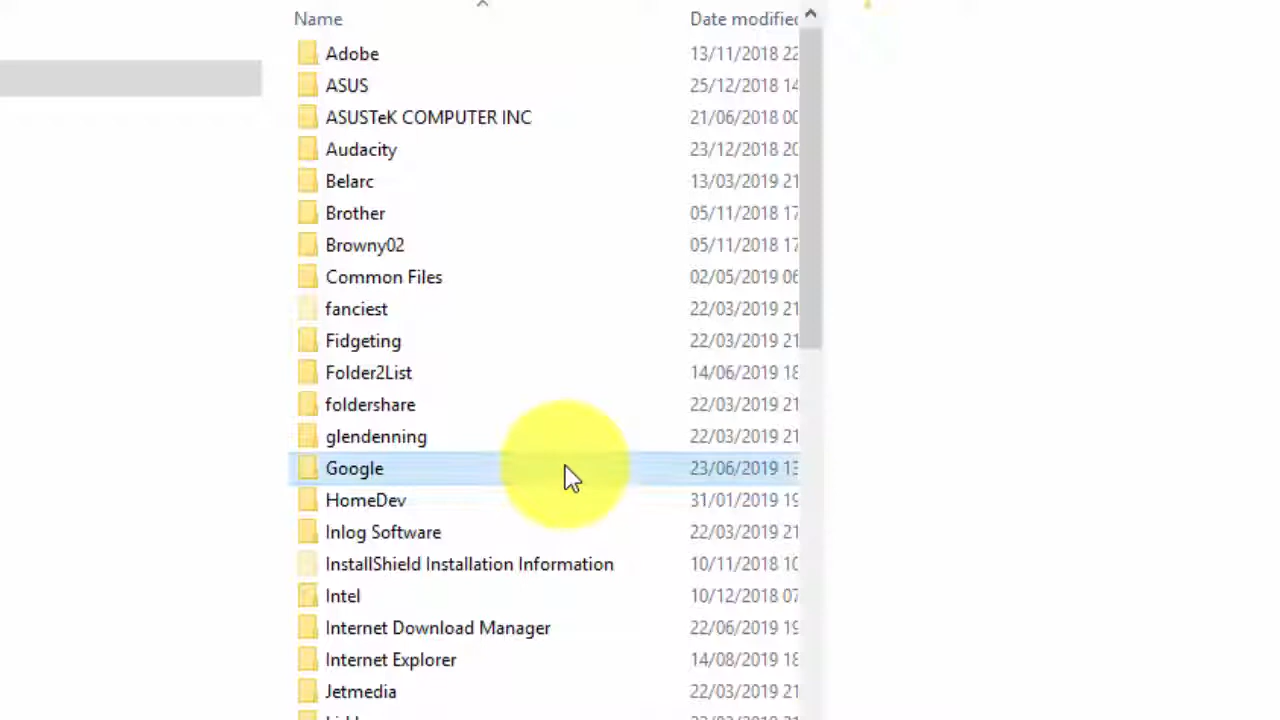 Name Date modified
Adobe 13/11/2018 22
ASUS 25/12/2018 14
ASUSTeK COMPUTER INC 21/06/2018 00
Audacity 23/12/2018 20
Belarc 13/03/2019 21
Brother 05/11/2018 17
Browny02 05/11/2018 17
Common Files 02/05/2019 06
fanciest 22/03/2019 21
Fidgeting 22/03/2019 21
Folder2List 14/06/2019 18
foldershare 22/03/2019 21
glendenning 22/03/2019 21
Google 23/06/2019 13
HomeDev 31/01/2019 19
Inlog Software 22/03/2019 21
InstallShield Installation Information 10/11/2018 10
Intel 10/12/2018 07
Internet Download Manager 22/06/2019 19
Internet Explorer 14/08/2019 18
Jetmedia 22/03/2019 21